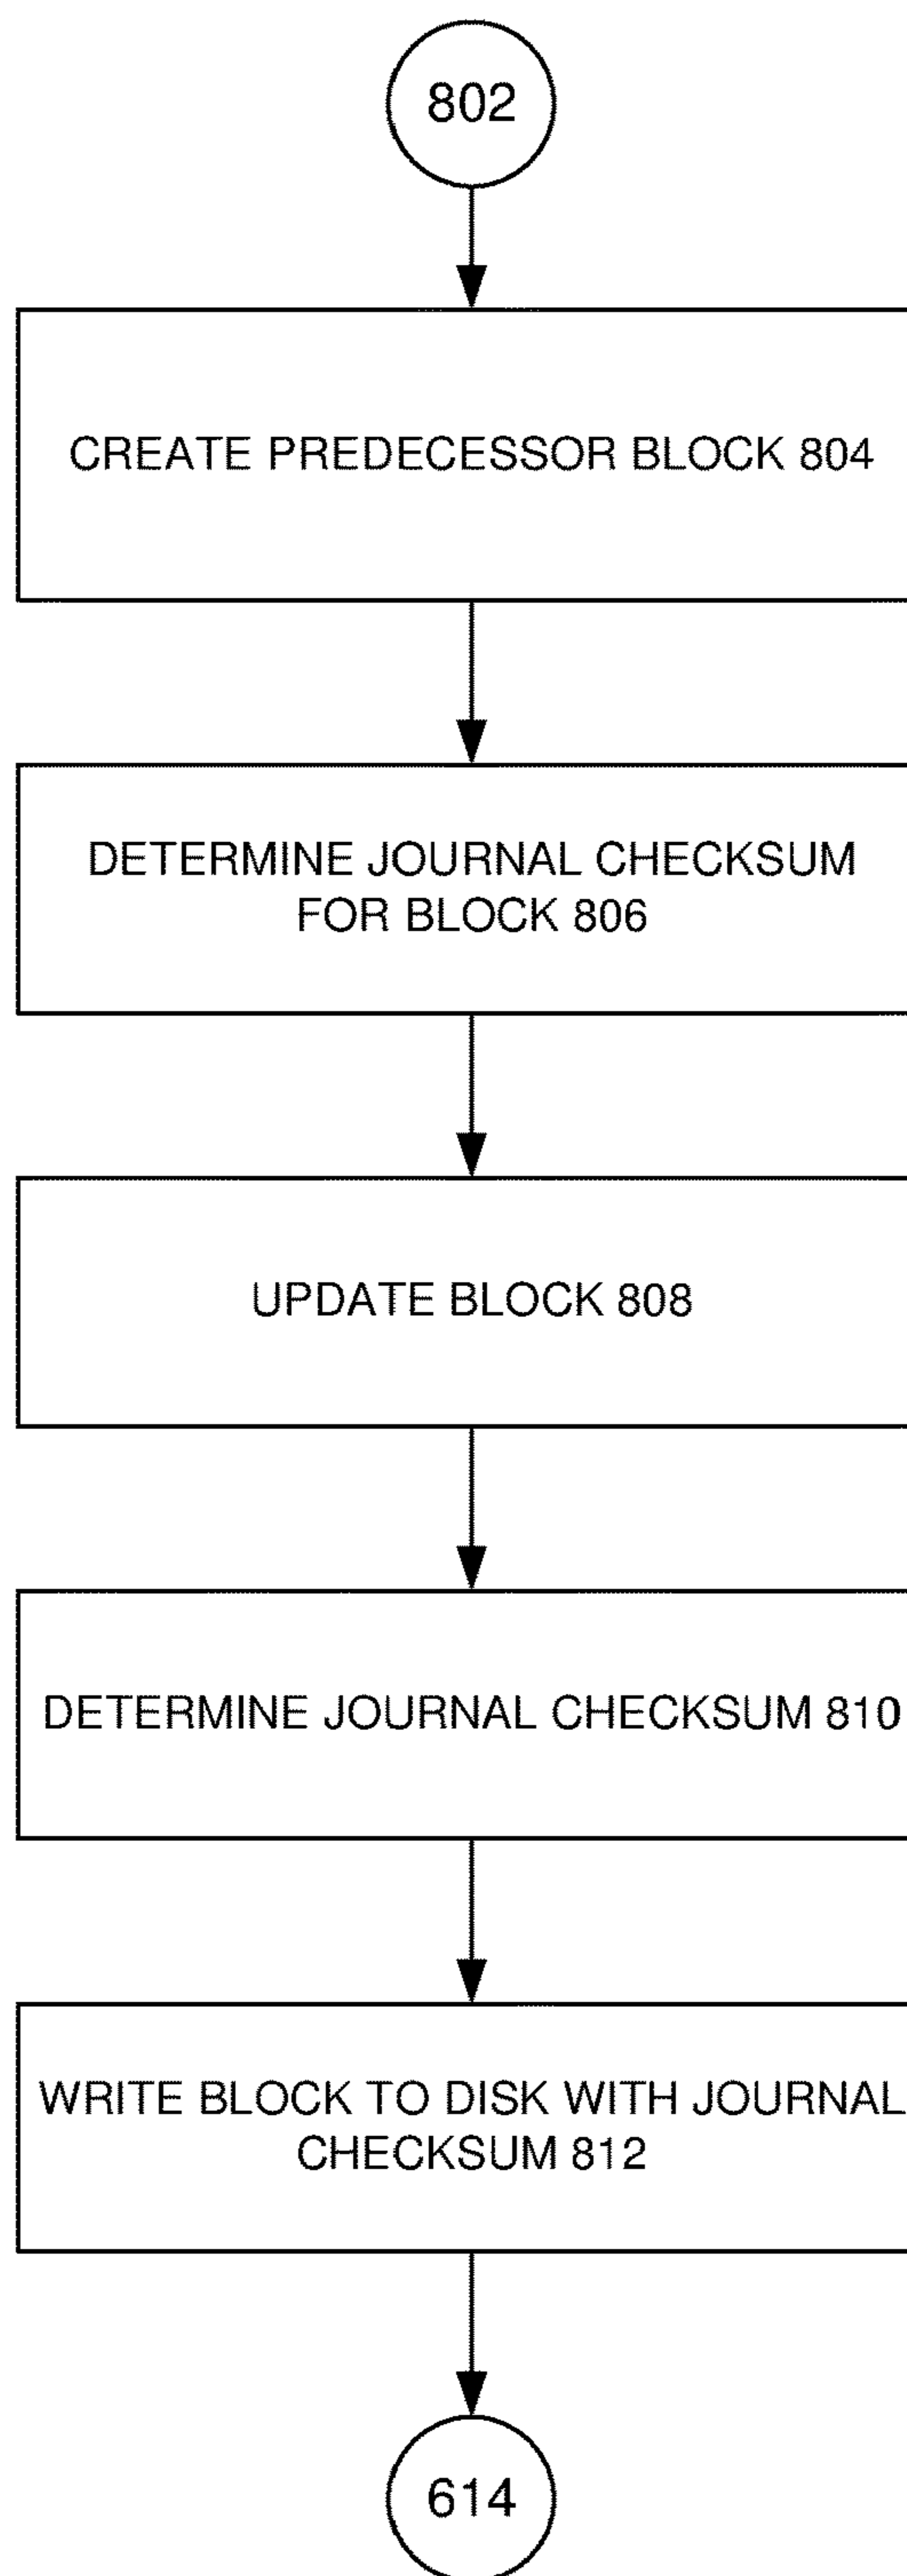 802
CREATE PREDECESSOR BLOCK 804
DETERMINE JOURNAL CHECKSUM
FOR BLOCK 806
UPDATE BLOCK 808
DETERMINE JOURNAL CHECKSUM 810
WRITE BLOCK TO DISK WITH JOURNAL
CHECKSUM 812
614